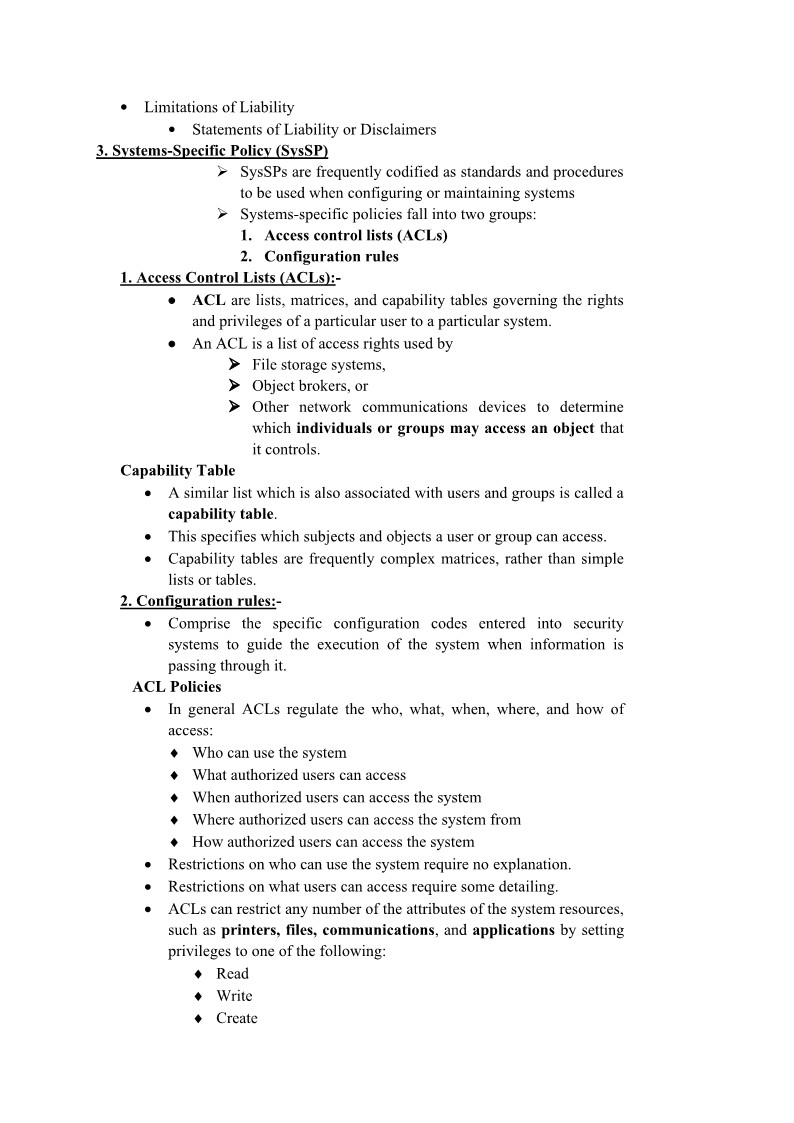 • Limitations of Liability
• Statements of Liability or Disclaimers
3. Systems-Specific Policy (SysSP)
➢ SysSPs are frequently codified as standards and procedures
to be used when configuring or maintaining systems
➢ Systems-specific policies fall into two groups:
1. Access control lists (ACLs)
2. Configuration rules
1. Access Control Lists (ACLs):-
• ACL are lists, matrices, and capability tables governing the rights
and privileges of a particular user to a particular system.
• An ACL is a list of access rights used by
➢ File storage systems,
➢ Object brokers, or
➢ Other network communications devices to determine
which individuals or groups may access an object that
it controls.
Capability Table
• A similar list which is also associated with users and groups is called a
capability table.
• This specifies which subjects and objects a user or group can access.
• Capability tables are frequently complex matrices, rather than simple
lists or tables.
2. Configuration rules:-
• Comprise the specific configuration codes entered into security
systems to guide the execution of the system when information is
passing through it.
ACL Policies
• In general ACLs regulate the who, what, when, where, and how of
access:
♦ Who can use the system
♦ What authorized users can access
♦ When authorized users can access the system
♦ Where authorized users can access the system from
♦ How authorized users can access the system
• Restrictions on who can use the system require no explanation.
• Restrictions on what users can access require some detailing.
• ACLs can restrict any number of the attributes of the system resources,
such as printers, files, communications, and applications by setting
privileges to one of the following:
♦ Read
♦ Write
♦ Create